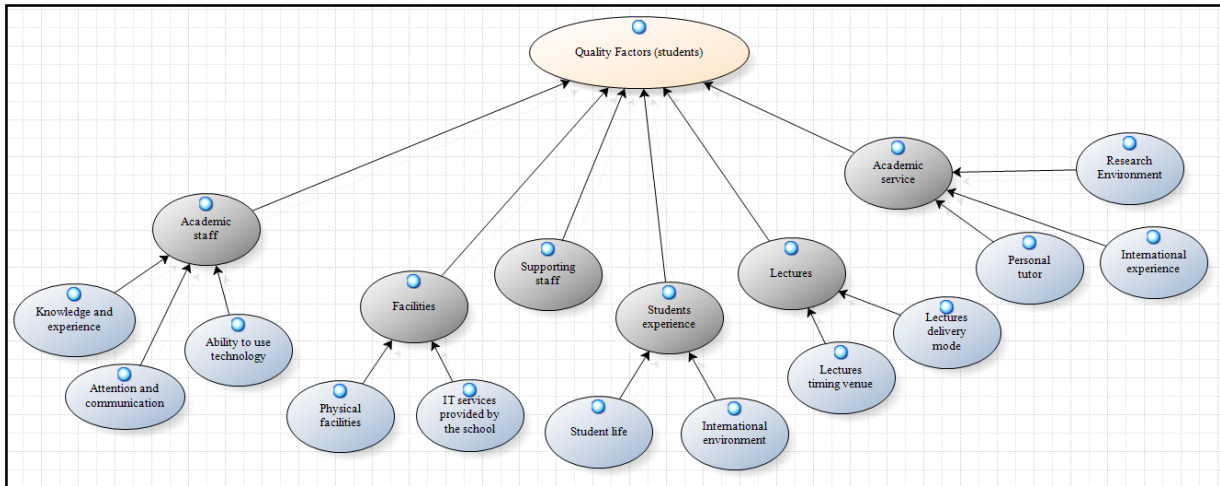 Quality Factors (students)
Academic
service
Research
Environment
Academic
staff
Supporting
staff
Lectures
Personal
tutor
International
experience
Knowledge and
experience
Ability to use
technology
Facilities
Students
experience
Lectures
delivery
mode
Attention and
communication
Physical
facilities
IT services
provided by
the school
Student life
International
environment
Lectures
timing venue